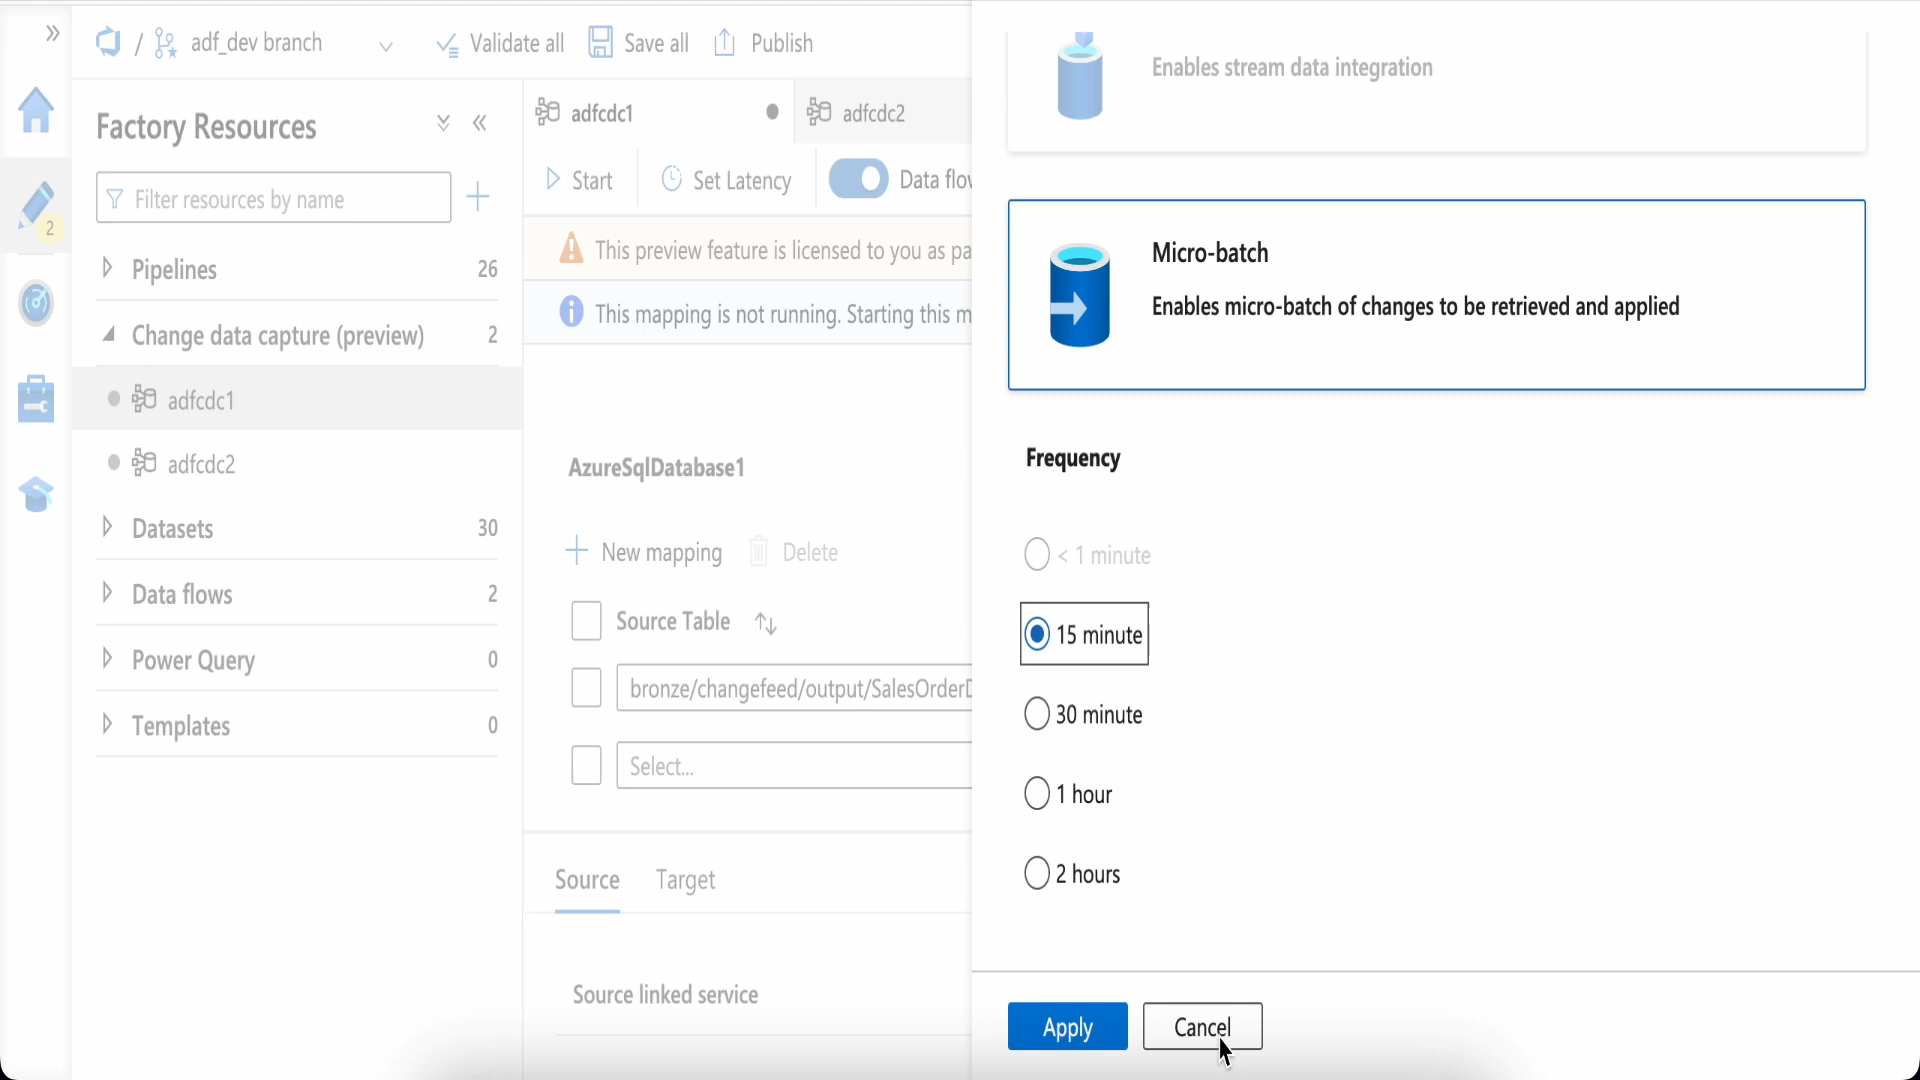 / adf_dev branch
Validate all
Save all
Publish
Factory Resources
Filter resources by name
2
Pipelines 26
Change data capture (preview) 2
adfcdc1
adfcdc2
Datasets 30
Data flows 2
Power Query 0
Templates 0
adfcdc1
adfcdc2
Start
Set Latency
Data flow
This preview feature is licensed to you as pa
This mapping is not running. Starting this m
AzureSqlDatabase1
New mapping
Delete
Source Table
bronze/changefeed/output/SalesOrderD
Select...
Source
Target
Source linked service
Enables stream data integration
Micro-batch
Enables micro-batch of changes to be retrieved and applied
Frequency
< 1 minute
15 minute
30 minute
1 hour
2 hours
Apply
Cancel